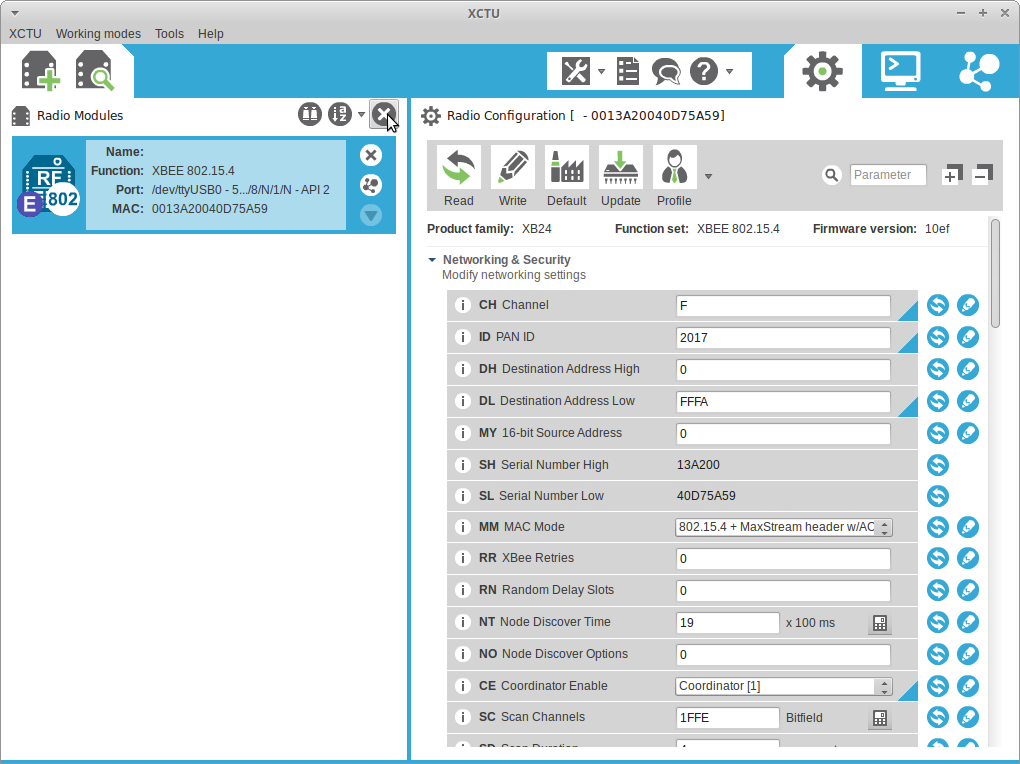 XCTU
XCTU Working modes Tools Help
Radio Modules
Radio Configuration [ - 0013A20040D75A59]
Name:
Function: XBEE 802.15.4
Port: /dev/ttyUSB0 - 5.../8/N/1/N - API 2
MAC: 0013A20040D75A59
RF
E 802
Read Write Default Update Profile
Parameter
Product family: XB24 Function set: XBEE 802.15.4 Firmware version: 10ef
Networking & Security
Modify networking settings
i CH Channel F
i ID PAN ID 2017
i DH Destination Address High 0
i DL Destination Address Low FFFA
i MY 16-bit Source Address 0
i SH Serial Number High 13A200
i SL Serial Number Low 40D75A59
i MM MAC Mode 802.15.4 + MaxStream header w/AC
i RR XBee Retries 0
i RN Random Delay Slots 0
i NT Node Discover Time 19 x 100 ms
i NO Node Discover Options 0
i CE Coordinator Enable Coordinator [1]
i SC Scan Channels 1FFE Bitfield
SD Scan Duration